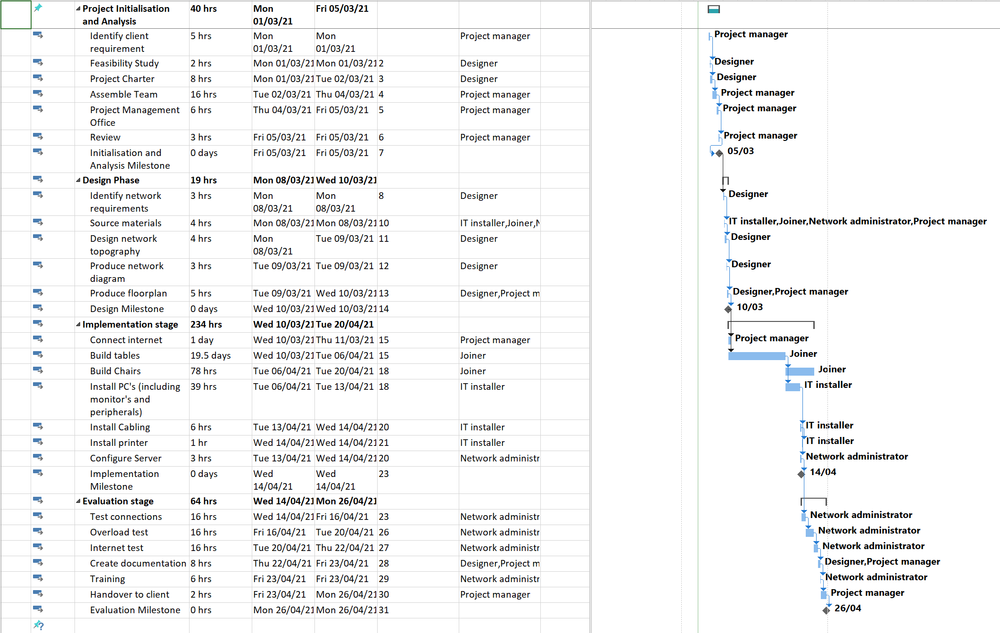 Project Initialisation and Analysis 40 hrs Mon 01/03/21 Fri 05/03/21
Identify client requirement 5 hrs Mon 01/03/21 Mon 01/03/21 Project manager Project manager
Feasibility Study 2 hrs Mon 01/03/21 Mon 01/03/21 2 Designer Designer
Project Charter 8 hrs Mon 01/03/21 Tue 02/03/21 3 Designer Designer
Assemble Team 16 hrs Tue 02/03/21 Thu 04/03/21 4 Project manager Project manager
Project Management Office 6 hrs Thu 04/03/21 Fri 05/03/21 5 Project manager Project manager
Review 3 hrs Fri 05/03/21 Fri 05/03/21 6 Project manager Project manager
Initialisation and Analysis Milestone 0 days Fri 05/03/21 Fri 05/03/21 7 05/03
Design Phase 19 hrs Mon 08/03/21 Wed 10/03/21
Identify network requirements 3 hrs Mon 08/03/21 Mon 08/03/21 8 Designer Designer
Source materials 4 hrs Mon 08/03/21 Mon 08/03/21 10 IT installer,Joiner,N IT installer,Joiner,Network administrator,Project manager
Design network topography 4 hrs Mon 08/03/21 Tue 09/03/21 11 Designer Designer
Produce network diagram 3 hrs Tue 09/03/21 Tue 09/03/21 12 Designer Designer
Produce floorplan 5 hrs Tue 09/03/21 Wed 10/03/21 13 Designer,Project m Designer,Project manager
Design Milestone 0 days Wed 10/03/21 Wed 10/03/21 14 10/03
Implementation stage 234 hrs Wed 10/03/21 Tue 20/04/21
Connect internet 1 day Wed 10/03/21 Thu 11/03/21 15 Project manager Project manager
Build tables 19.5 days Wed 10/03/21 Tue 06/04/21 15 Joiner Joiner
Build Chairs 78 hrs Tue 06/04/21 Tue 20/04/21 18 Joiner Joiner
Install PC's (including monitor's and peripherals) 39 hrs Tue 06/04/21 Tue 13/04/21 18 IT installer IT installer
Install Cabling 6 hrs Tue 13/04/21 Wed 14/04/21 20 IT installer IT installer
Install printer 1 hr Wed 14/04/21 Wed 14/04/21 21 IT installer IT installer
Configure Server 3 hrs Tue 13/04/21 Wed 14/04/21 20 Network administr Network administrator
Implementation Milestone 0 days Wed 14/04/21 Wed 14/04/21 23 14/04
Evaluation stage 64 hrs Wed 14/04/21 Mon 26/04/21
Test connections 16 hrs Wed 14/04/21 Fri 16/04/21 23 Network administr Network administrator
Overload test 16 hrs Fri 16/04/21 Tue 20/04/21 26 Network administr Network administrator
Internet test 16 hrs Tue 20/04/21 Thu 22/04/21 27 Network administr Network administrator
Create documentation 8 hrs Thu 22/04/21 Fri 23/04/21 28 Designer,Project m Designer,Project manager
Training 6 hrs Fri 23/04/21 Fri 23/04/21 29 Network administr Network administrator
Handover to client 2 hrs Fri 23/04/21 Mon 26/04/21 30 Project manager Project manager
Evaluation Milestone 0 hrs Mon 26/04/21 Mon 26/04/21 31 26/04